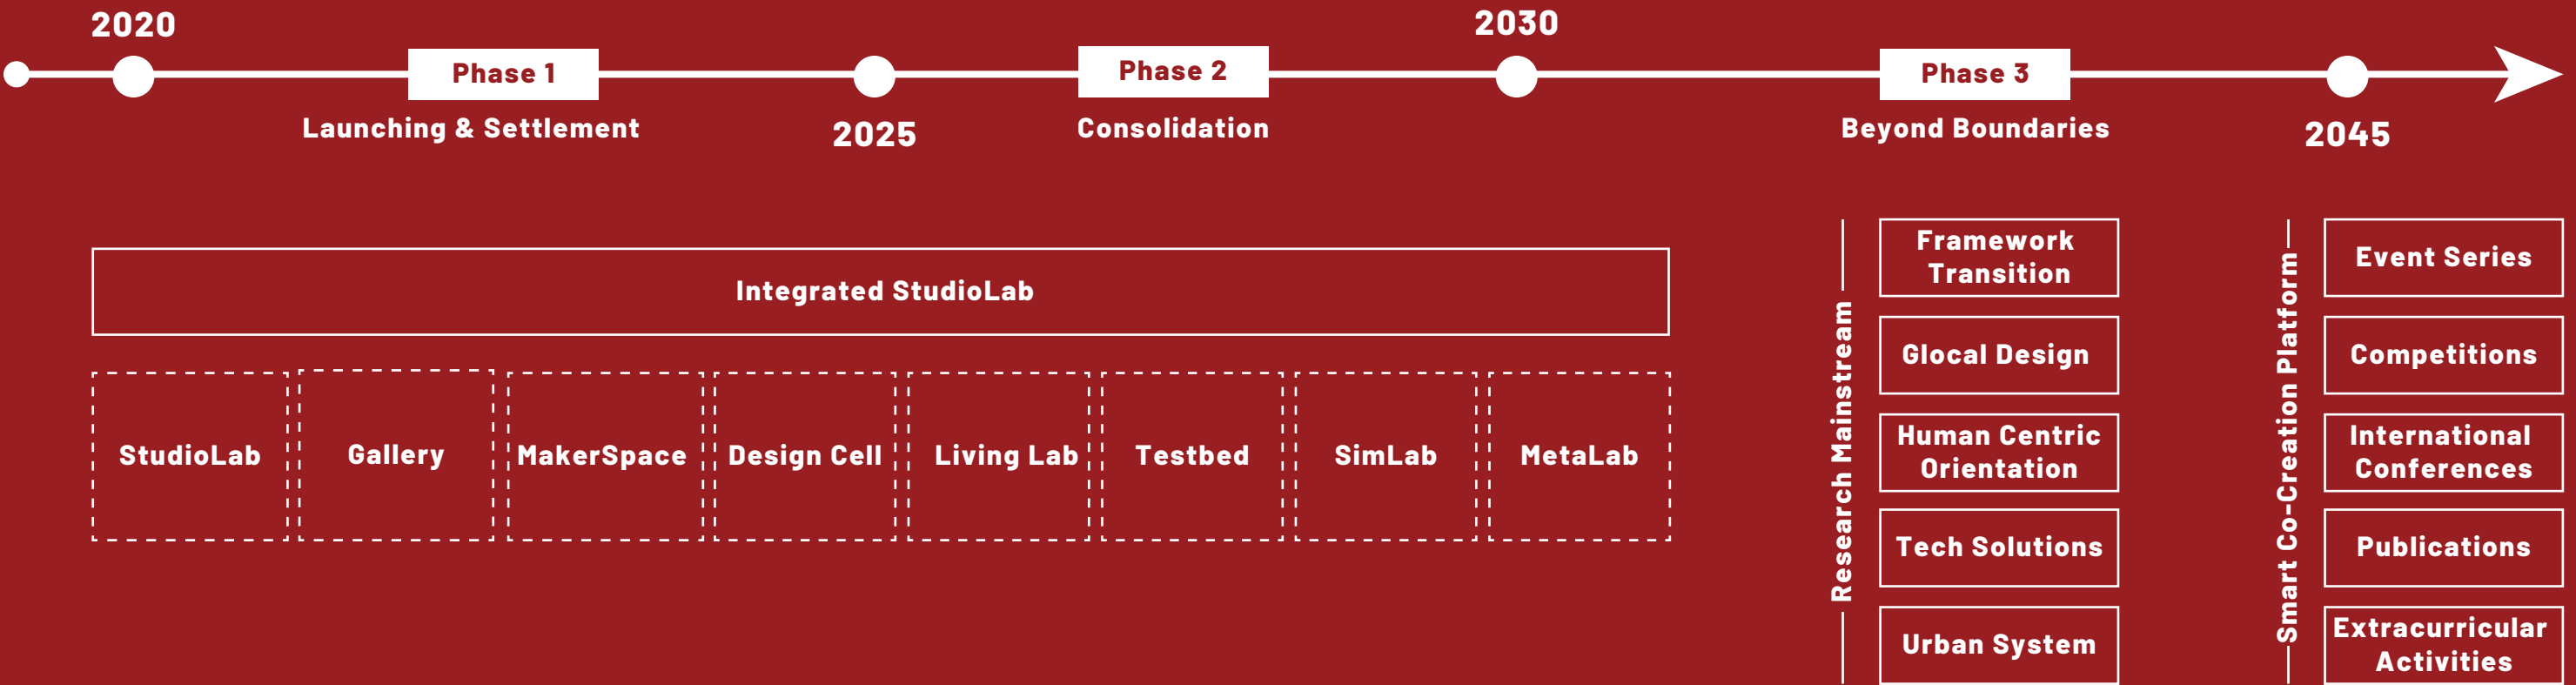 2020
2030
Phase 1
Phase 2
Phase 3
Launching & Settlement
2025
Consolidation
Beyond Boundaries
2045
Integrated StudioLab
StudioLab
Gallery
MakerSpace
Design Cell
Living Lab
Testbed
SimLab
MetaLab
Research Mainstream
Framework
Transition
Glocal Design
Human Centric
Orientation
Tech Solutions
Urban System
Smart Co-Creation Platform
Event Series
Competitions
International
Conferences
Publications
Extracurricular
Activities